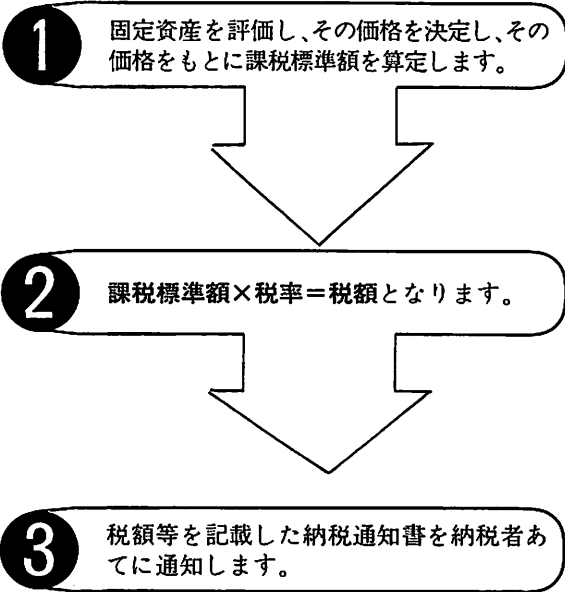 1
固定資産を評価し、その価格を決定し、その
価格をもとに課税標準額を算定します。
2
課税標準額×税率＝税額となります。
3
税額等を記載した納税通知書を納税者あ
てに通知します。